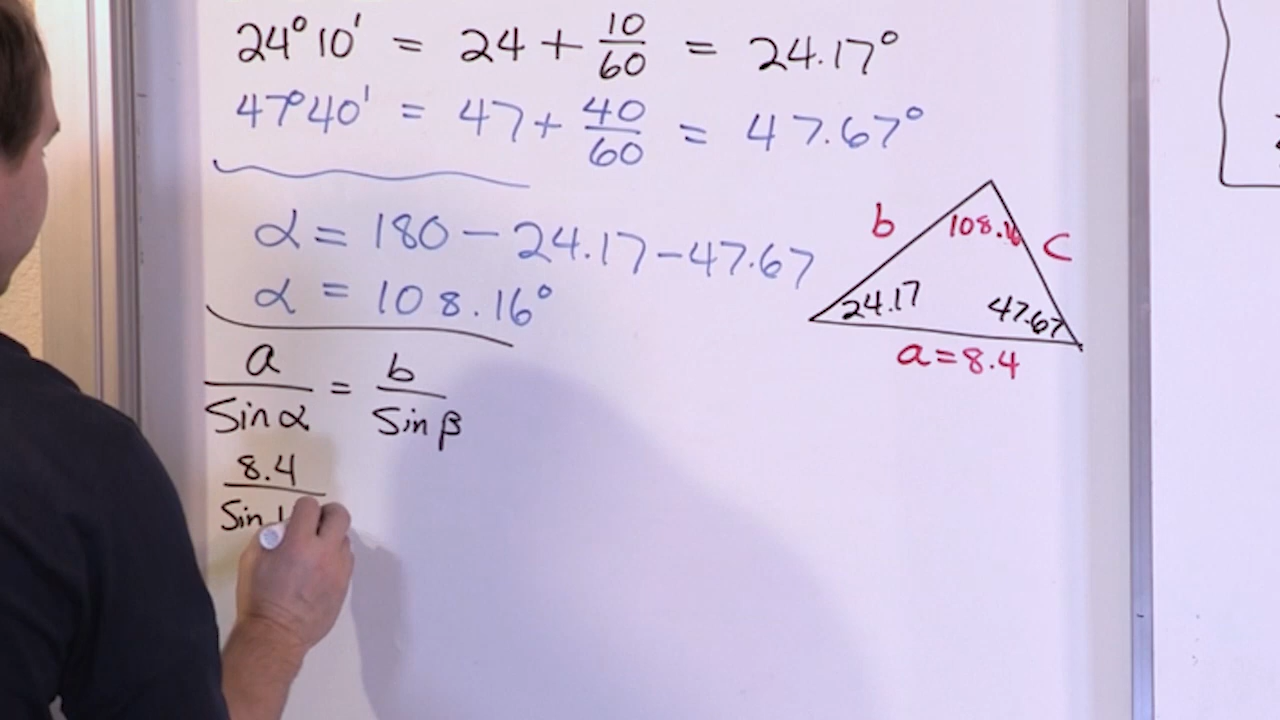 24°10' = 24 + 10/60 = 24.17°
47°40' = 47 + 40/60 = 47.67°
α = 180 - 24.17 - 47.67
α = 108.16°
b
108.16
c
24.17
47.67
a = 8.4
a/Sin α = b/Sin β
8.4/Sin 1